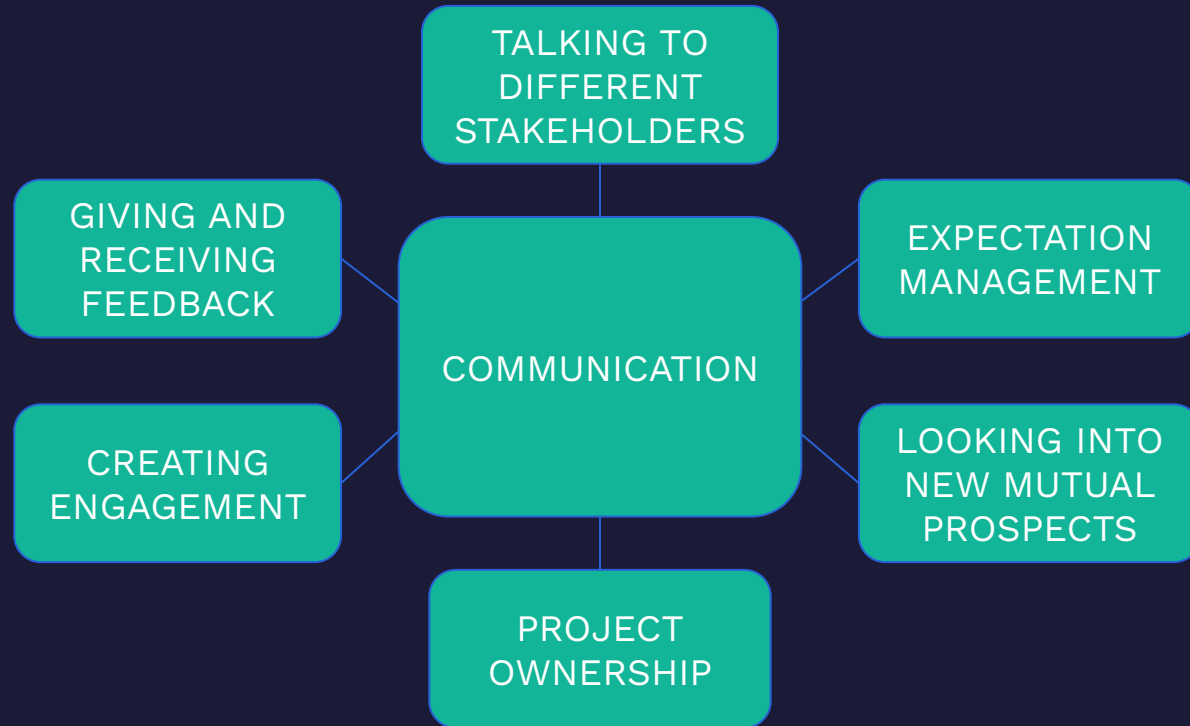 TALKING TO
DIFFERENT
STAKEHOLDERS
GIVING AND
RECEIVING
FEEDBACK
EXPECTATION
MANAGEMENT
COMMUNICATION
CREATING
ENGAGEMENT
LOOKING INTO
NEW MUTUAL
PROSPECTS
PROJECT
OWNERSHIP